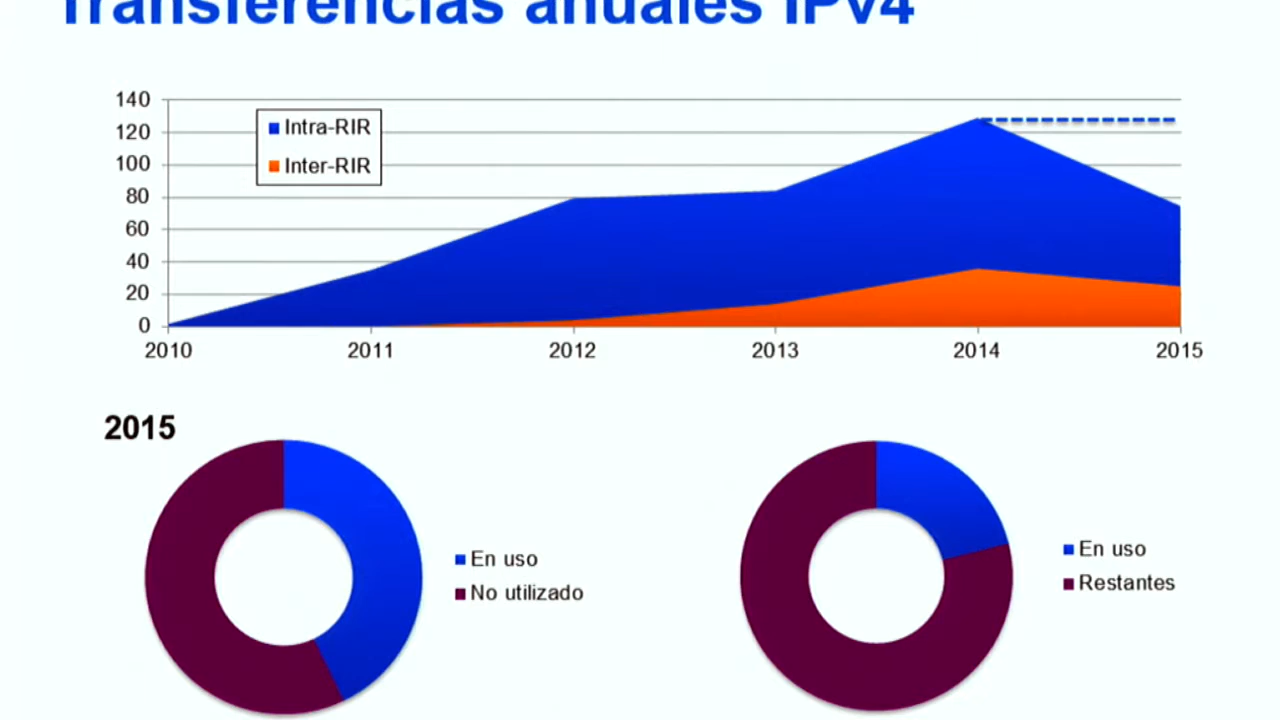 Transferencias anuales IPv4
140
120
100
80
60
40
20
0
Intra-RIR
Inter-RIR
2010 2011 2012 2013 2014 2015
2015
En uso
No utilizado
En uso
Restantes